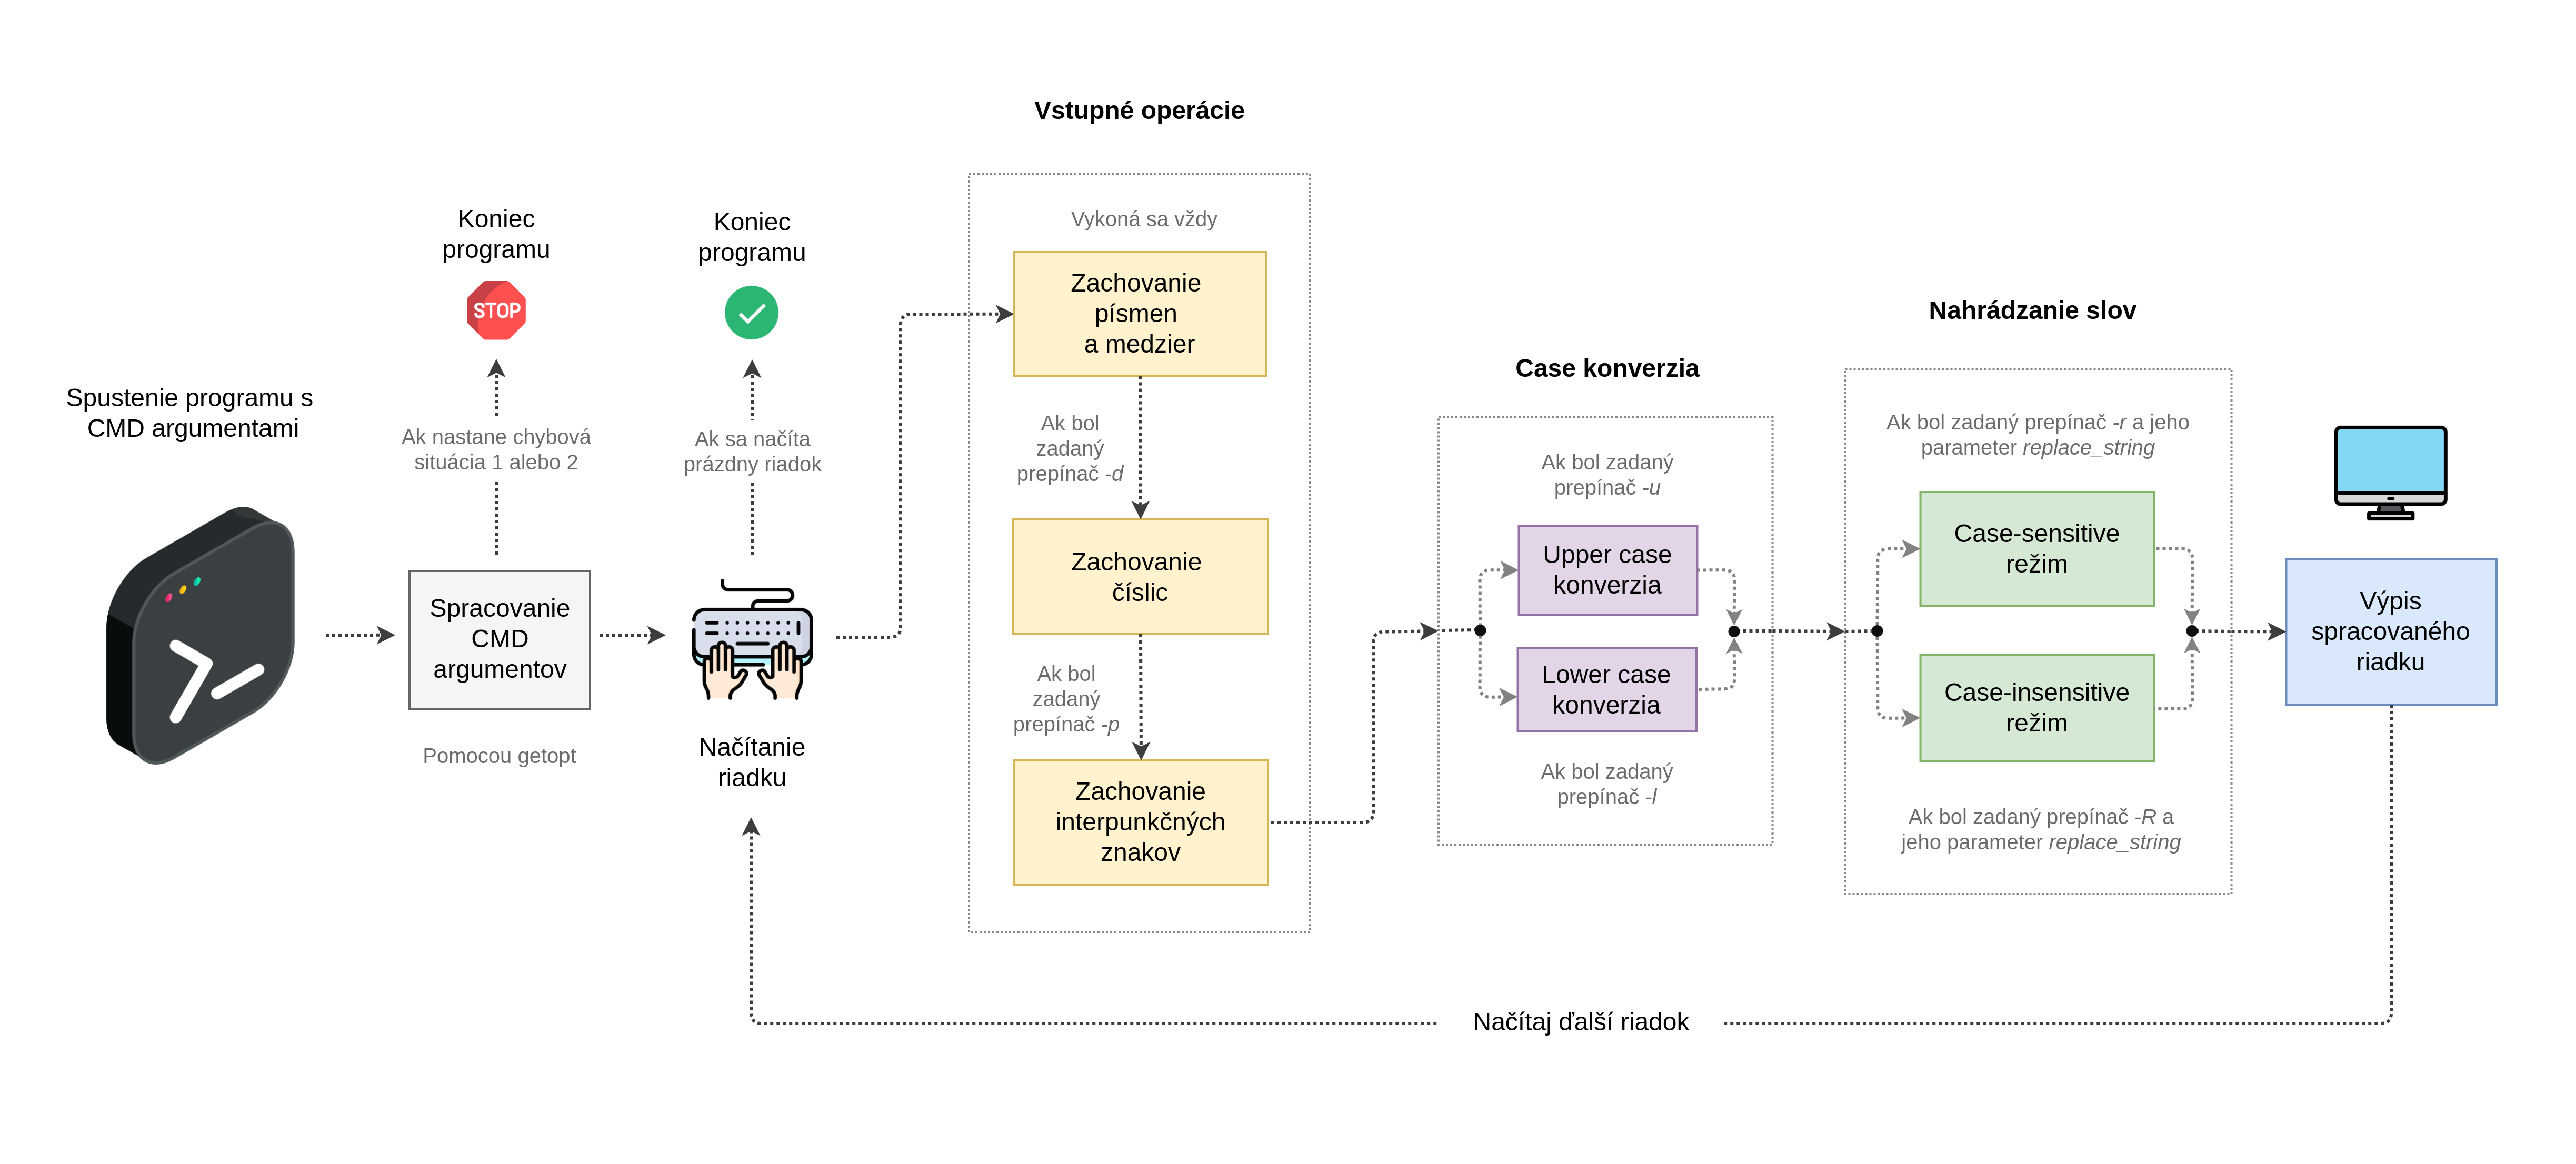 Spustenie programu s
CMD argumentami
Koniec
programu
STOP
Ak nastane chybová
situácia 1 alebo 2
Spracovanie
CMD
argumentov
Pomocou getopt
Koniec
programu
Ak sa načíta
prázdny riadok
Načítanie
riadku
Vstupné operácie
Vykoná sa vždy
Zachovanie
písmen
a medzier
Ak bol
zadaný
prepínač -d
Zachovanie
číslic
Ak bol
zadaný
prepínač -p
Zachovanie
interpunkčných
znakov
Case konverzia
Ak bol zadaný
prepínač -u
Upper case
konverzia
Lower case
konverzia
Ak bol zadaný
prepínač -l
Nahrádzanie slov
Ak bol zadaný prepínač -r a jeho
parameter replace_string
Case-sensitive
režim
Case-insensitive
režim
Ak bol zadaný prepínač -R a
jeho parameter replace_string
Výpis
spracovaného
riadku
Načítaj ďalší riadok